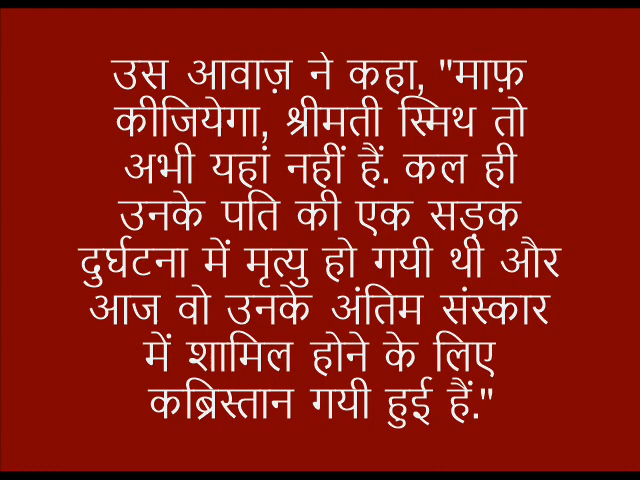 उस आवाज़ ने कहा, "माफ़
कीजियेगा, श्रीमती स्मिथ तो
अभी यहां नहीं हैं. कल ही
उनके पति की एक सड़क
दुर्घटना में मृत्यु हो गयी थी और
आज वो उनके अंतिम संस्कार
में शामिल होने के लिए
कब्रिस्तान गयी हुई हैं."